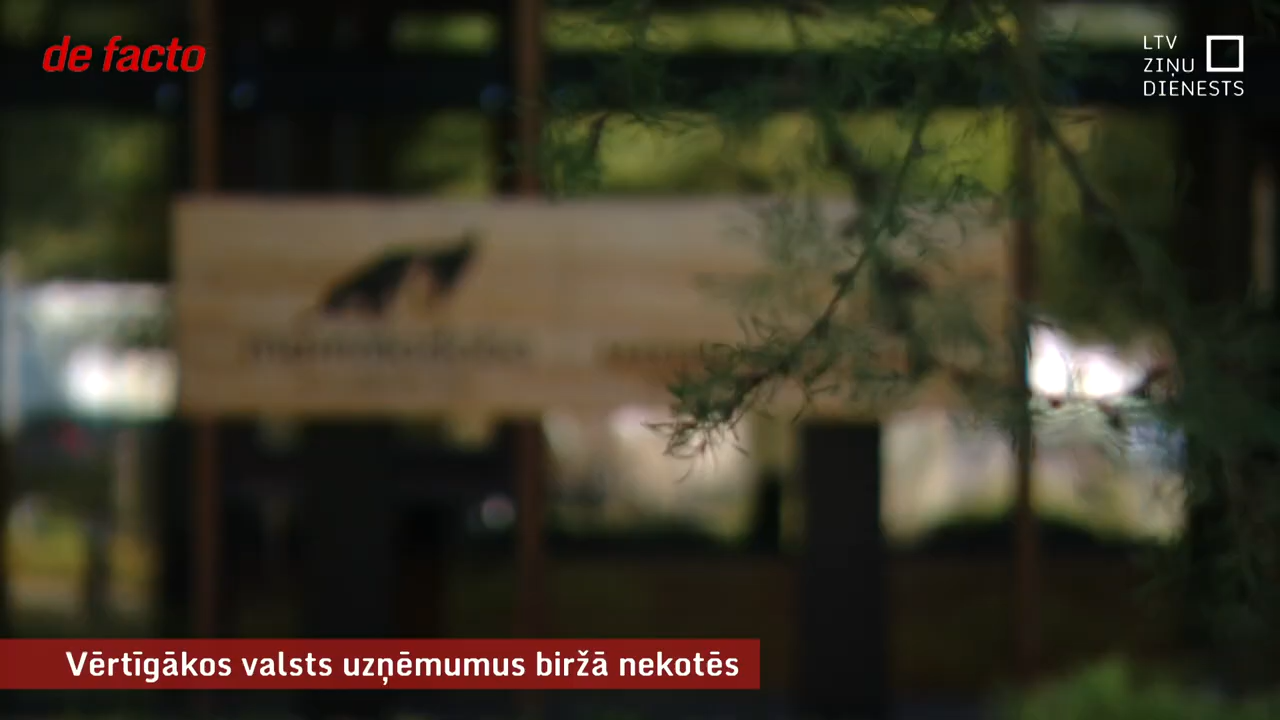 de facto
LTV
ZIŅU
DIENESTS
Vērtīgākos valsts uzņēmumus biržā nekotēs